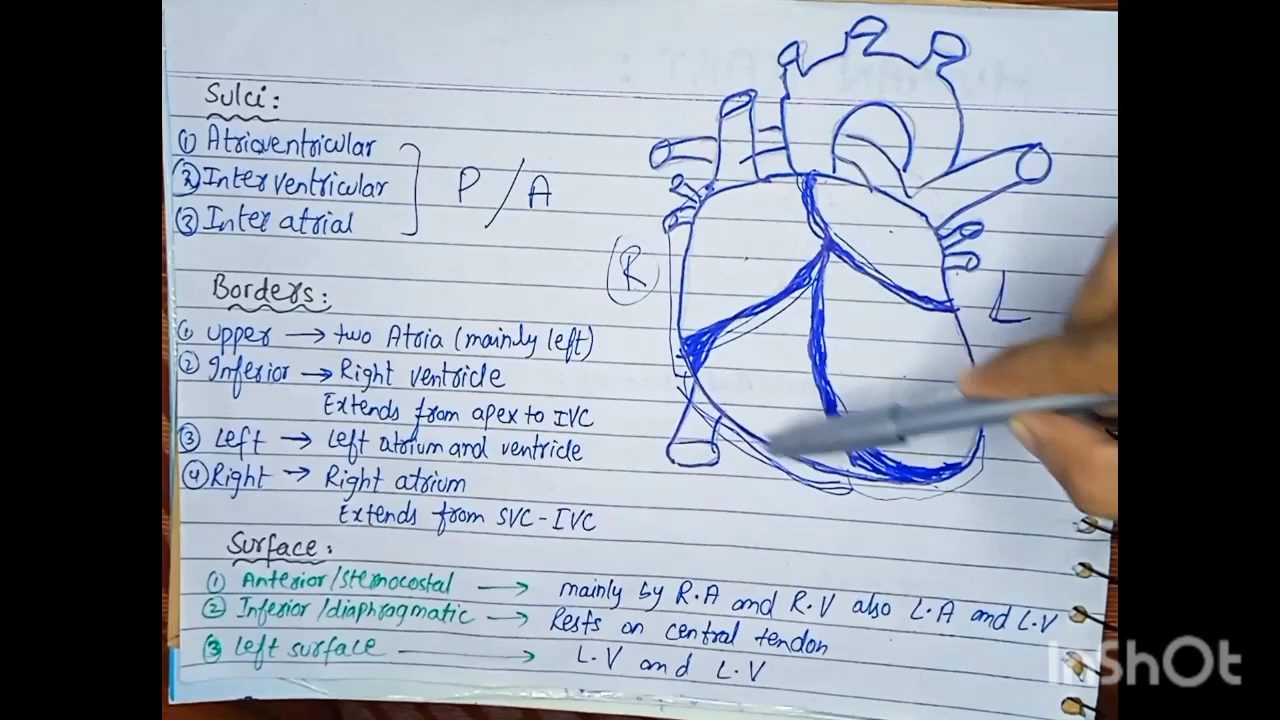 Sulci:
① Atrioventricular
② Interventricular
③ Inter atrial
P/A
Borders:
① upper → two Atria (mainly left)
② Inferior → Right ventricle
Extends from apex to IVC
③ Left → Left atrium and ventricle
④ Right → Right atrium
Extends from SVC-IVC
Surface:
① Anterior/sternocostal → mainly by R.A and R.V also L.A and L.V
② Inferior/diaphragmatic → Rests on central tendon
③ Left surface → L.V and L.V
R
L
InShOt